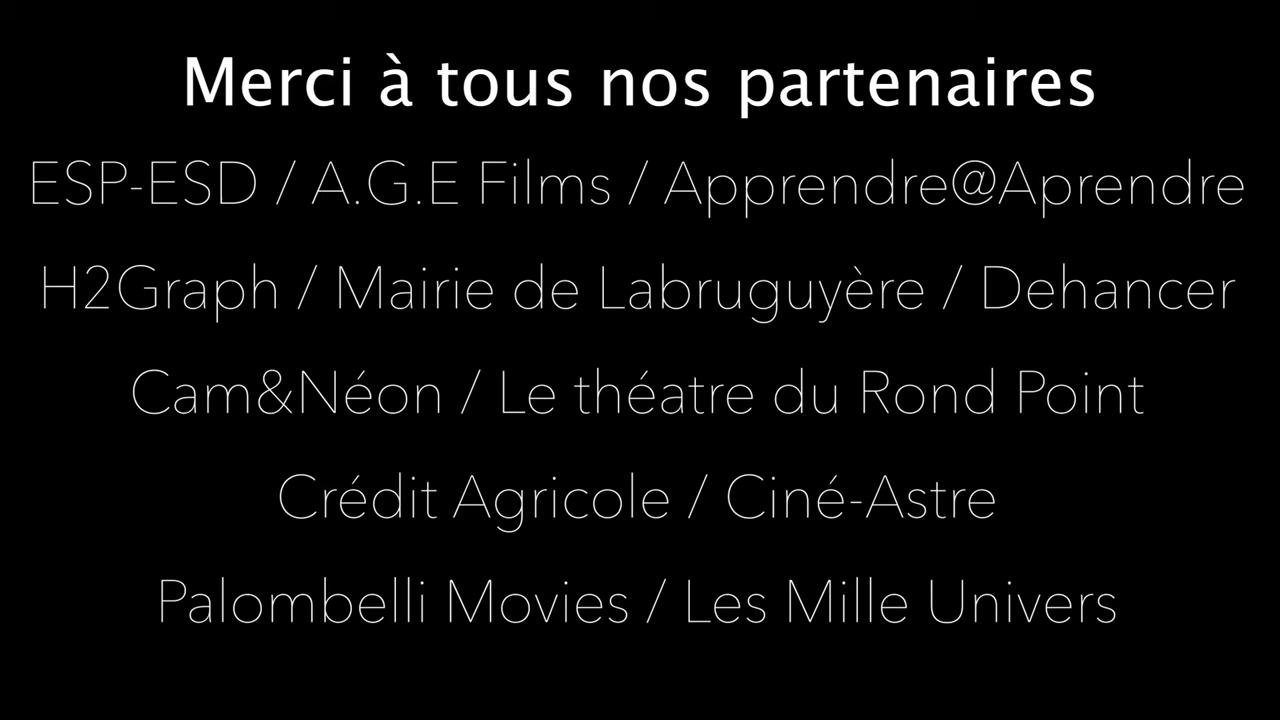 Merci à tous nos partenaires
ESP-ESD / A.G.E Films / Apprendre@Aprendre
H2Graph / Mairie de Labruguyère / Dehancer
Cam&Néon / Le théatre du Rond Point
Crédit Agricole / Ciné-Astre
Palombelli Movies / Les Mille Univers